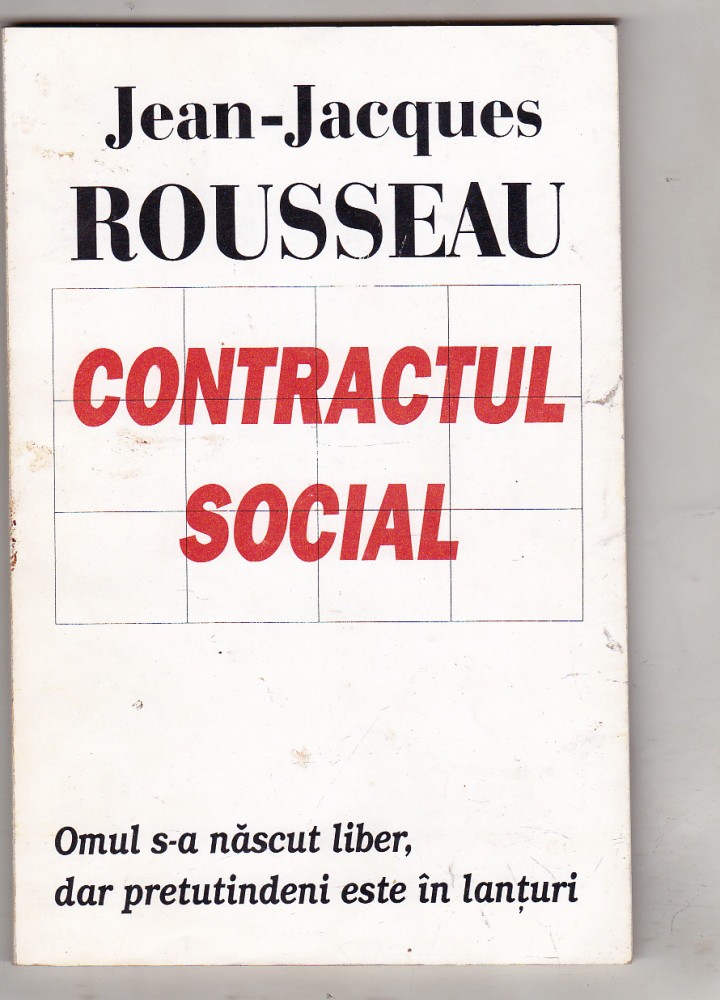 Jean-Jacques
ROUSSEAU
CONTRACTUL
SOCIAL
Omul s-a născut liber,
dar pretutindeni este în lanțuri